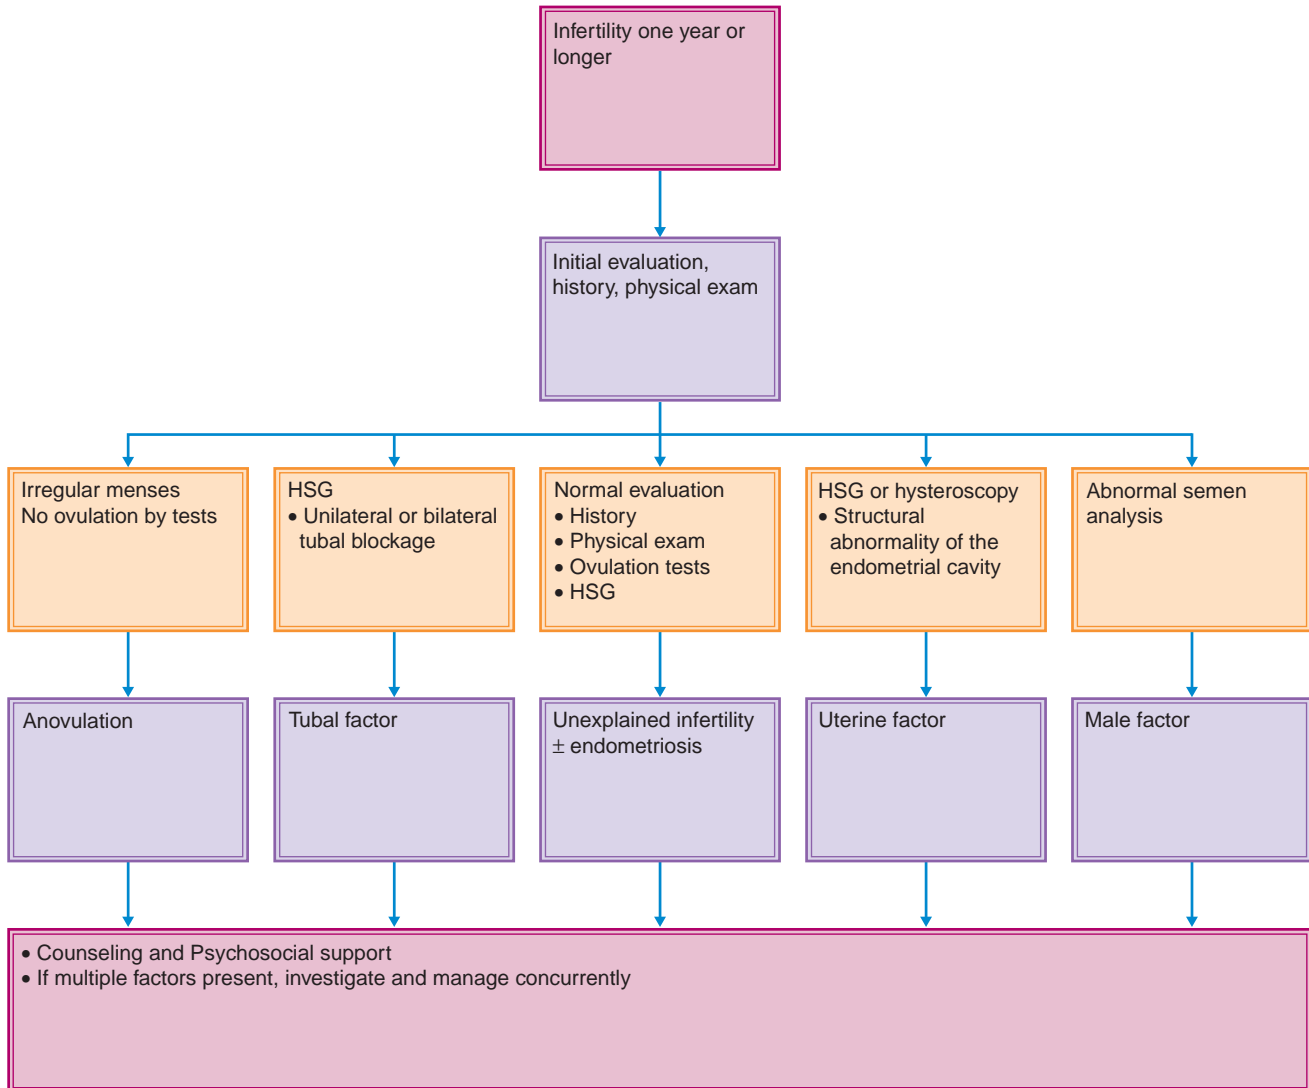 Infertility one year or
longer
Initial evaluation,
history, physical exam
Irregular menses
No ovulation by tests
HSG
• Unilateral or bilateral
tubal blockage
Normal evaluation
• History
• Physical exam
• Ovulation tests
• HSG
HSG or hysteroscopy
• Structural
abnormality of the
endometrial cavity
Abnormal semen
analysis
Anovulation
Tubal factor
Unexplained infertility
± endometriosis
Uterine factor
Male factor
• Counseling and Psychosocial support
• If multiple factors present, investigate and manage concurrently